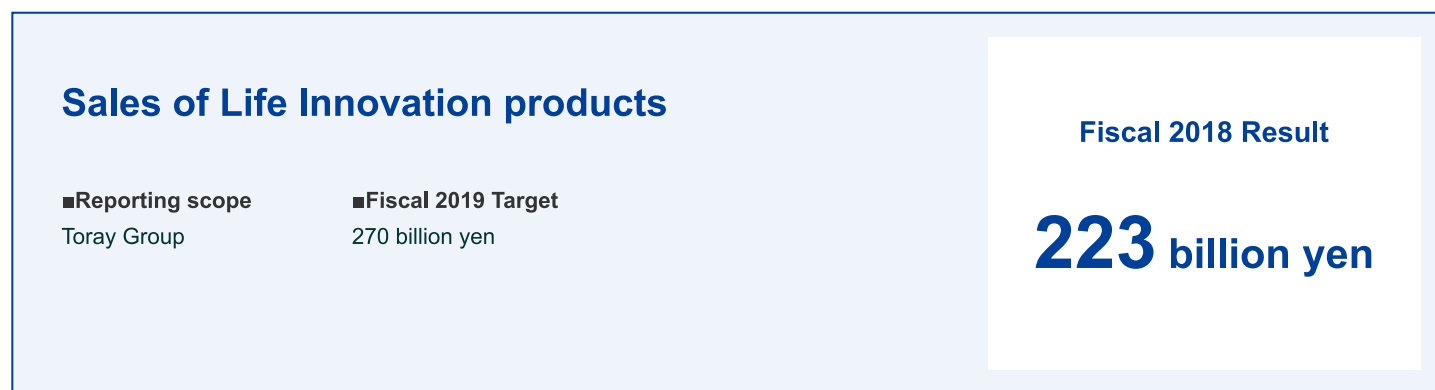 Sales of Life Innovation products
■Reporting scope
Toray Group
■Fiscal 2019 Target
270 billion yen
Fiscal 2018 Result
223 billion yen